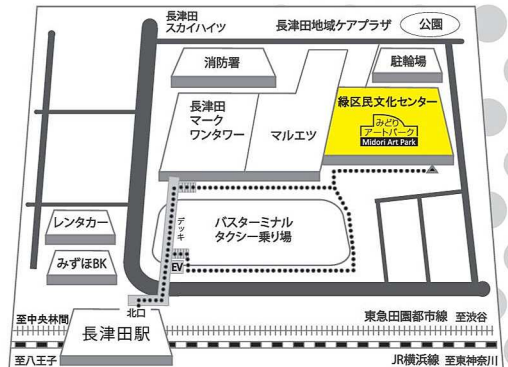 長津田
スカイハイツ
長津田地域ケアプラザ
公園
消防署
駐輪場
長津田
マーク
ワンタワー
マルエツ
緑区民文化センター
みどり
アートパーク
Midori Art Park
レンタカー
デッキ
バスターミナル
タクシー乗り場
みずほBK
EV
北口
至中央林間
長津田駅
東急田園都市線 至渋谷
至八王子
JR横浜線 至東神奈川